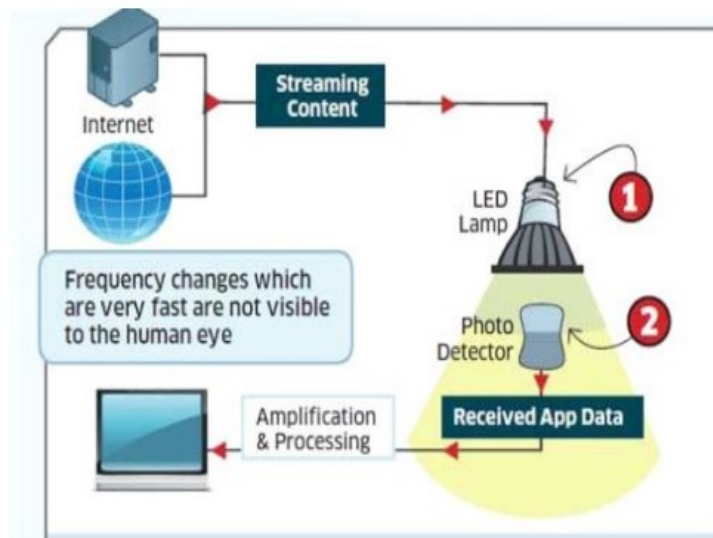 Internet
Streaming
Content
LED
Lamp
1
Frequency changes which
are very fast are not visible
to the human eye
Photo
Detector
2
Amplification
& Processing
Received App Data